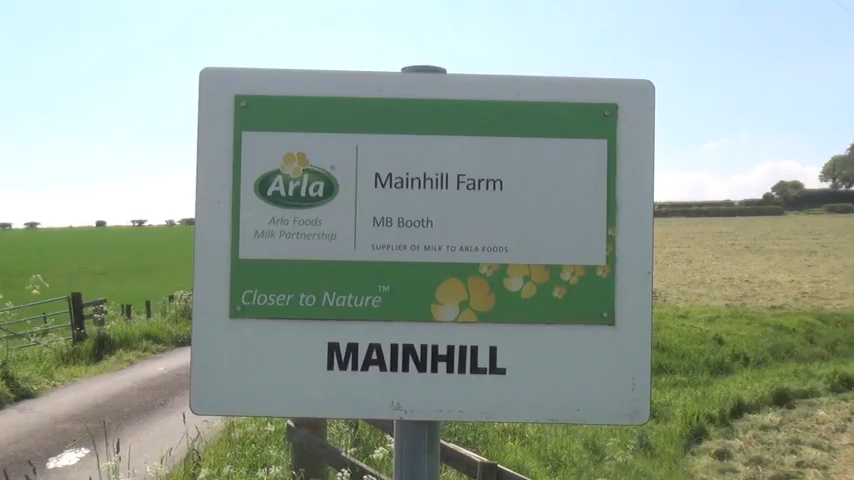 Arla®
Arla Foods
Milk Partnership
Mainhill Farm
MB Booth
SUPPLIER OF MILK TO ARLA FOODS
Closer to Nature™
MAINHILL